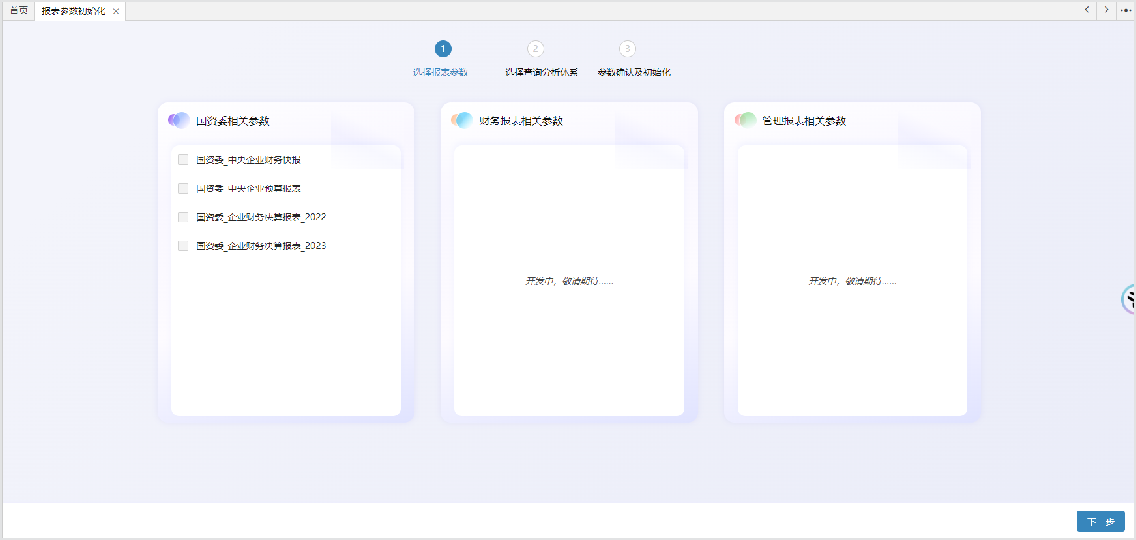 首页 报表参数初始化 ×
1 2 3
选择报表参数 选择查询分析体系 参数确认及初始化
国资委相关参数
国资委_中央企业财务快报
国资委_中央企业预算报表
国资委_企业财务决算报表_2022
国资委_企业财务决算报表_2023
财务报表相关参数
开发中，敬请期待......
管理报表相关参数
开发中，敬请期待......
下一步